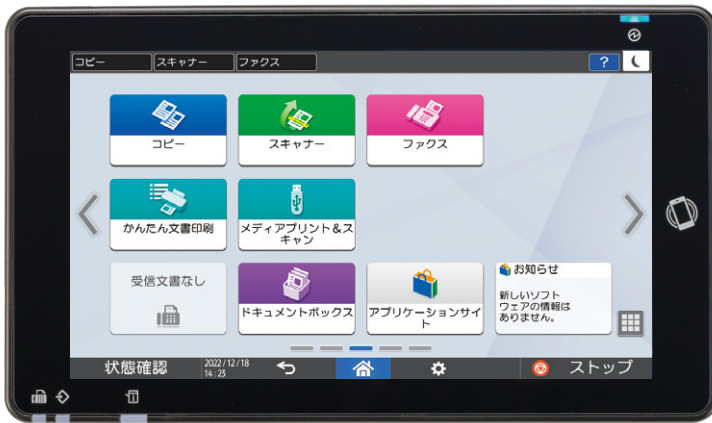 コピー
スキャナー
ファクス
?
コピー
スキャナー
ファクス
かんたん文書印刷
メディアプリント&ス
キャン
受信文書なし
ドキュメントボックス
アプリケーションサイ
ト
お知らせ
新しいソフト
ウェアの情報は
ありません。
状態確認
2022/12/18
14:23
ストップ